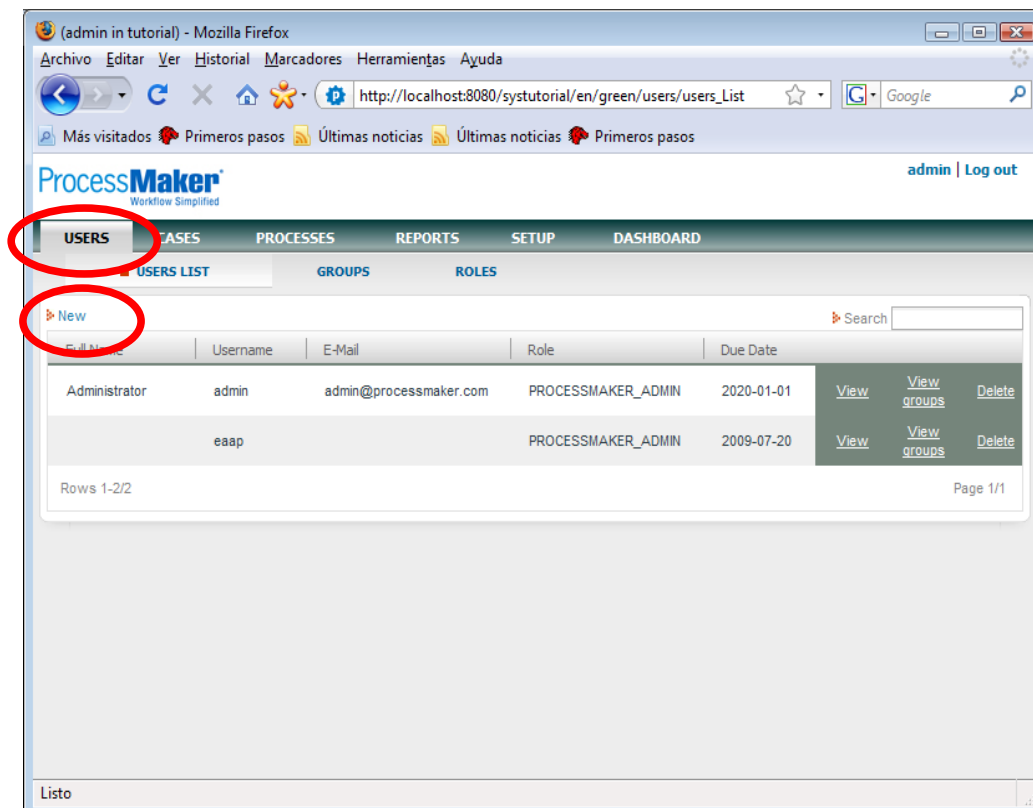 (admin in tutorial) - Mozilla Firefox
Archivo Editar Ver Historial Marcadores Herramientas Ayuda
http://localhost:8080/systutorial/en/green/users/users_List G Google
Más visitados Primeros pasos Últimas noticias Últimas noticias Primeros pasos
ProcessMaker
Workflow Simplified
admin | Log out
USERS CASES PROCESSES REPORTS SETUP DASHBOARD
USERS LIST GROUPS ROLES
New Search
Full Name Username E-Mail Role Due Date
Administrator admin admin@processmaker.com PROCESSMAKER_ADMIN 2020-01-01 View View groups Delete
eaap PROCESSMAKER_ADMIN 2009-07-20 View View groups Delete
Rows 1-2/2 Page 1/1
Listo